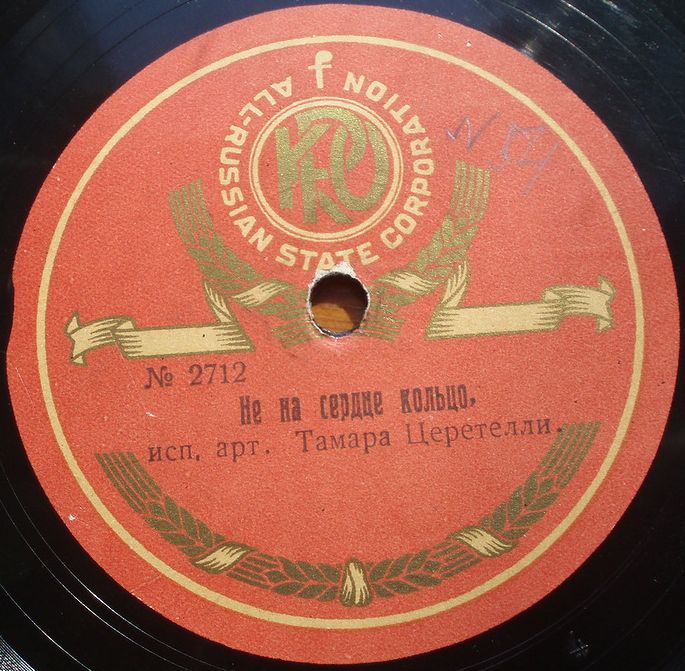 ALL-RUSSIAN STATE CORPORATION
№ 2712
Не на сердце кольцо.
исп. арт. Тамара Церетелли.